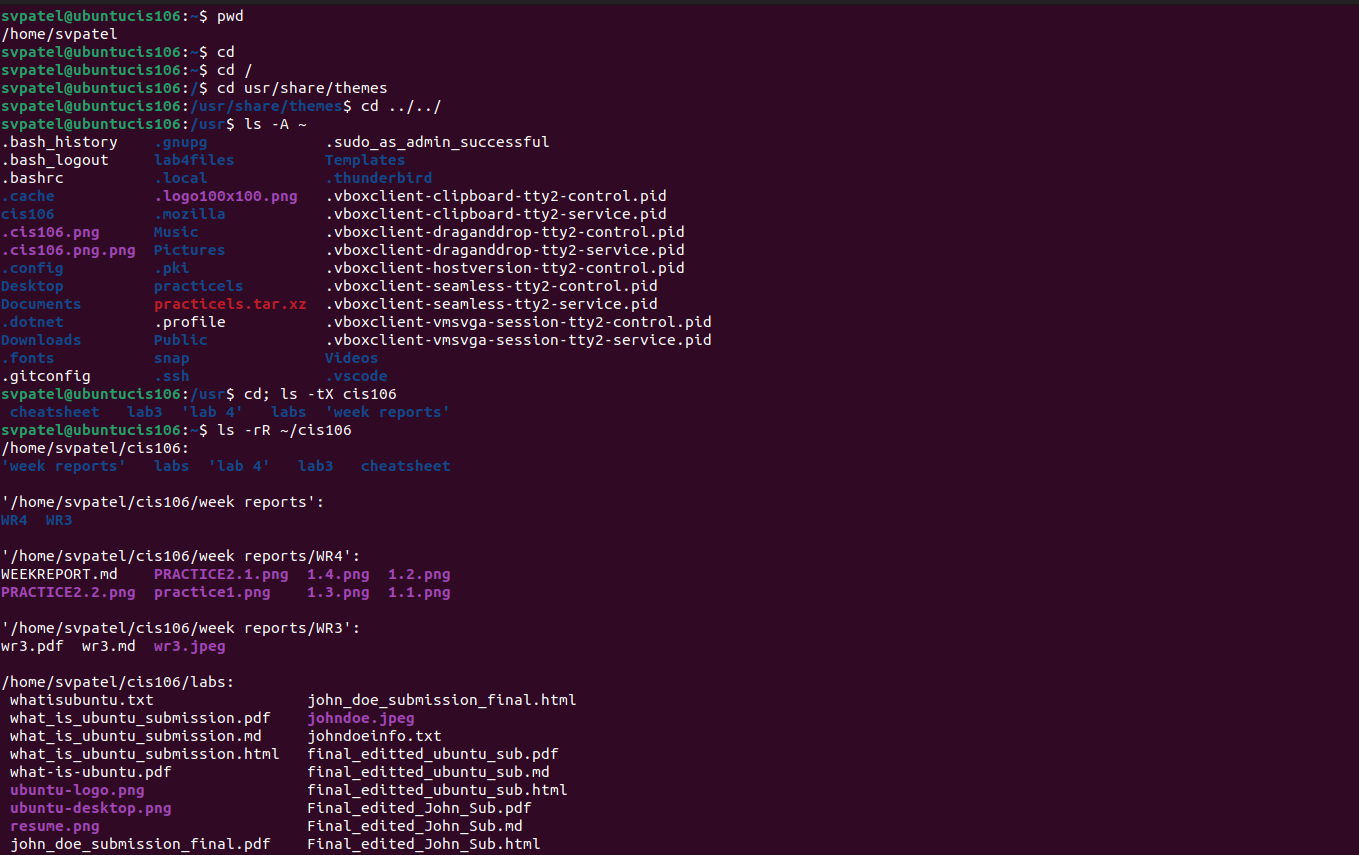 svpatel@ubuntucis106:~$ pwd
/home/svpatel
svpatel@ubuntucis106:~$ cd
svpatel@ubuntucis106:~$ cd /
svpatel@ubuntucis106:/$ cd usr/share/themes
svpatel@ubuntucis106:/usr/share/themes$ cd ../../
svpatel@ubuntucis106:/usr$ ls -A ~
.bash_history    .gnupg             .sudo_as_admin_successful
.bash_logout     lab4files          Templates
.bashrc          .local             .thunderbird
.cache           .logo100x100.png   .vboxclient-clipboard-tty2-control.pid
cis106           .mozilla           .vboxclient-clipboard-tty2-service.pid
.cis106.png      Music              .vboxclient-draganddrop-tty2-control.pid
.cis106.png.png  Pictures           .vboxclient-draganddrop-tty2-service.pid
.config          .pki               .vboxclient-hostversion-tty2-control.pid
Desktop          practicels         .vboxclient-seamless-tty2-control.pid
Documents        practicels.tar.xz  .vboxclient-seamless-tty2-service.pid
.dotnet          .profile           .vboxclient-vmsvga-session-tty2-control.pid
Downloads        Public             .vboxclient-vmsvga-session-tty2-service.pid
.fonts           snap               Videos
.gitconfig       .ssh               .vscode
svpatel@ubuntucis106:/usr$ cd; ls -tX cis106
 cheatsheet   lab3  'lab 4'   labs  'week reports'
svpatel@ubuntucis106:~$ ls -rR ~/cis106
/home/svpatel/cis106:
'week reports'   labs  'lab 4'   lab3   cheatsheet
'/home/svpatel/cis106/week reports':
WR4  WR3
'/home/svpatel/cis106/week reports/WR4':
WEEKREPORT.md    PRACTICE2.1.png  1.4.png  1.2.png
PRACTICE2.2.png  practice1.png    1.3.png  1.1.png
'/home/svpatel/cis106/week reports/WR3':
wr3.pdf  wr3.md  wr3.jpeg
/home/svpatel/cis106/labs:
 whatisubuntu.txt                 john_doe_submission_final.html
 what_is_ubuntu_submission.pdf    johndoe.jpeg
 what_is_ubuntu_submission.md     johndoeinfo.txt
 what_is_ubuntu_submission.html   final_editted_ubuntu_sub.pdf
 what-is-ubuntu.pdf               final_editted_ubuntu_sub.md
 ubuntu-logo.png                  final_editted_ubuntu_sub.html
 ubuntu-desktop.png               Final_edited_John_Sub.pdf
 resume.png                       Final_edited_John_Sub.md
 john_doe_submission_final.pdf    Final_edited_John_Sub.html